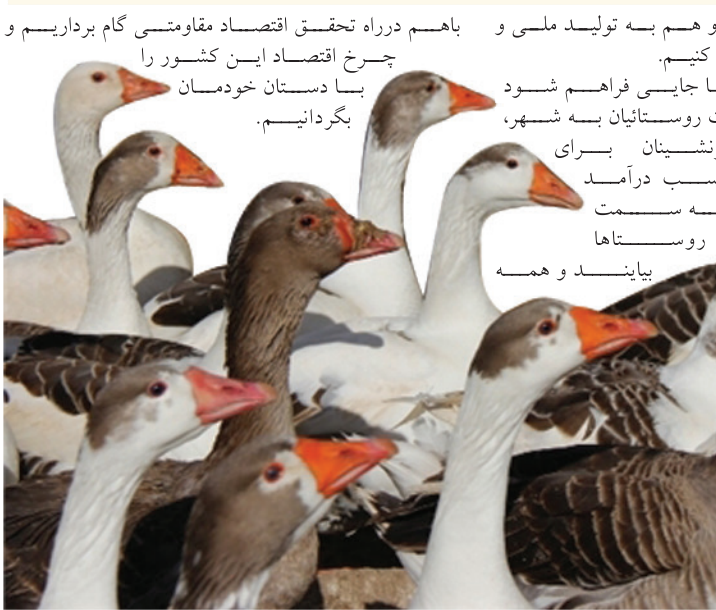 و هم به تولید ملی و
کنیم.
جایی فراهم شود
روستائیان به شهر،
برای
درآمد
سمت
روستاها
بیایند و همه
باهم درراه تحقق اقتصاد مقاومتی گام برداریم و
چرخ اقتصاد این کشور را
با دستان خودمان
بگردانیم.